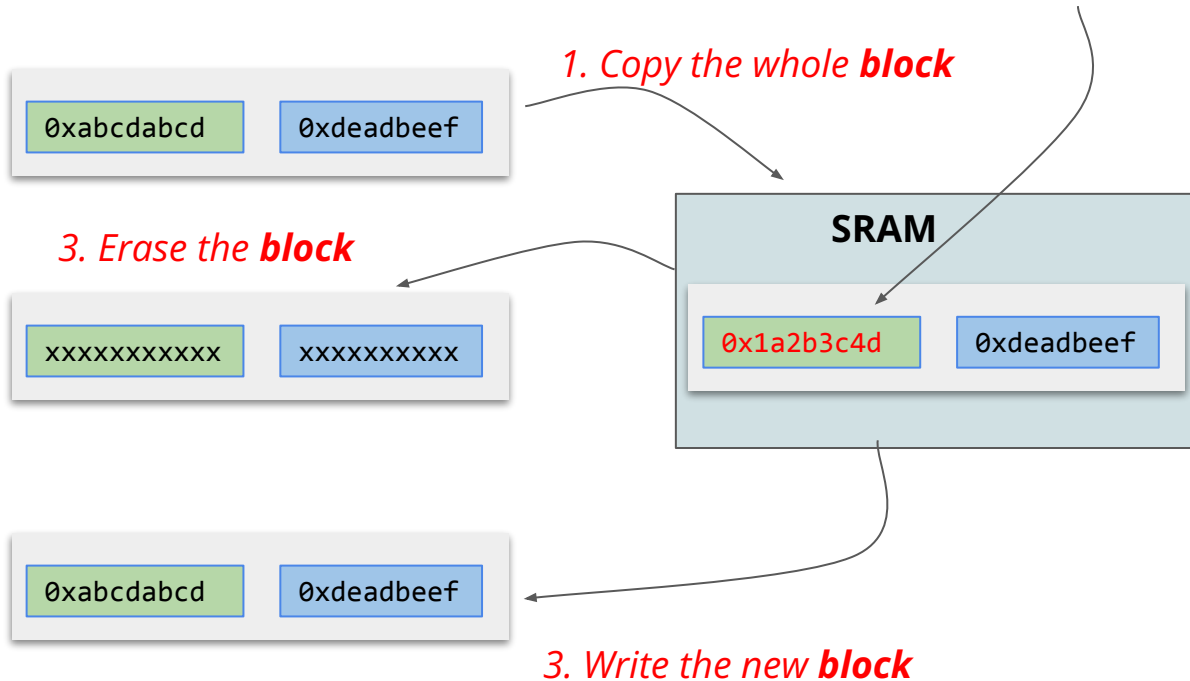 1. Copy the whole block
0xabcdabcd 0xdeadbeef
SRAM
3. Erase the block
xxxxxxxxxxx xxxxxxxxxx
0x1a2b3c4d 0xdeadbeef
0xabcdabcd 0xdeadbeef
3. Write the new block